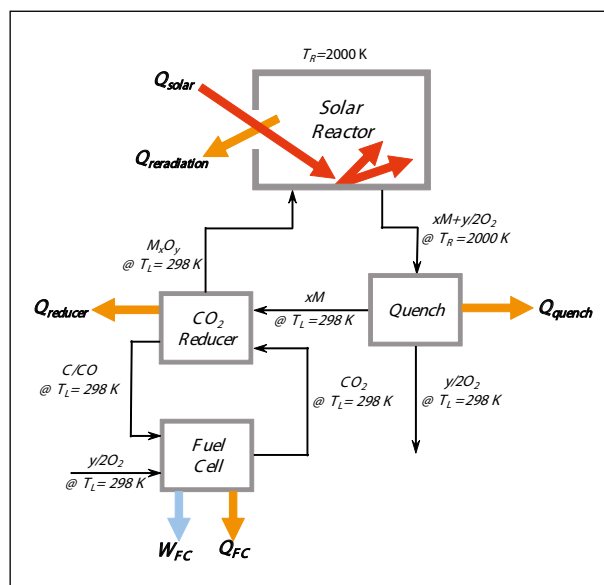 T_R=2000 K
Q_solar
Solar
Reactor
Q_reradiation
xM+y/2O_2
@ T_R=2000 K
M_xO_y
@ T_L= 298 K
Q_reducer
CO_2
Reducer
xM
@ T_L= 298 K
Quench
Q_quench
C/CO
@ T_L= 298 K
CO_2
@ T_L= 298 K
y/2O_2
@ T_L= 298 K
Fuel
Cell
y/2O_2
@ T_L= 298 K
W_FC
Q_FC